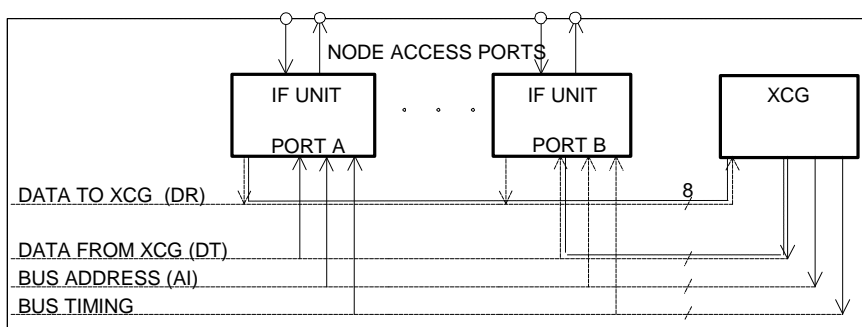 NODE ACCESS PORTS
IF UNIT
PORT A
IF UNIT
PORT B
XCG
DATA TO XCG (DR)
8
DATA FROM XCG (DT)
BUS ADDRESS (AI)
BUS TIMING